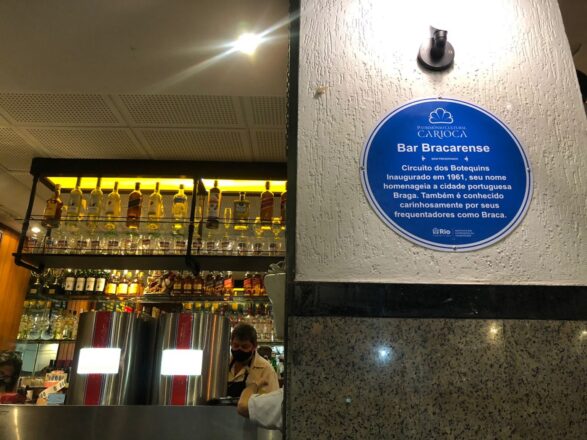 PATRIMÔNIO CULTURAL
CARIOCA
Bar Bracarense
Circuito dos Botequins
Inaugurado em 1961, seu nome
homenageia a cidade portuguesa
Braga. Também é conhecido
carinhosamente por seus
frequentadores como Braca.
Rio